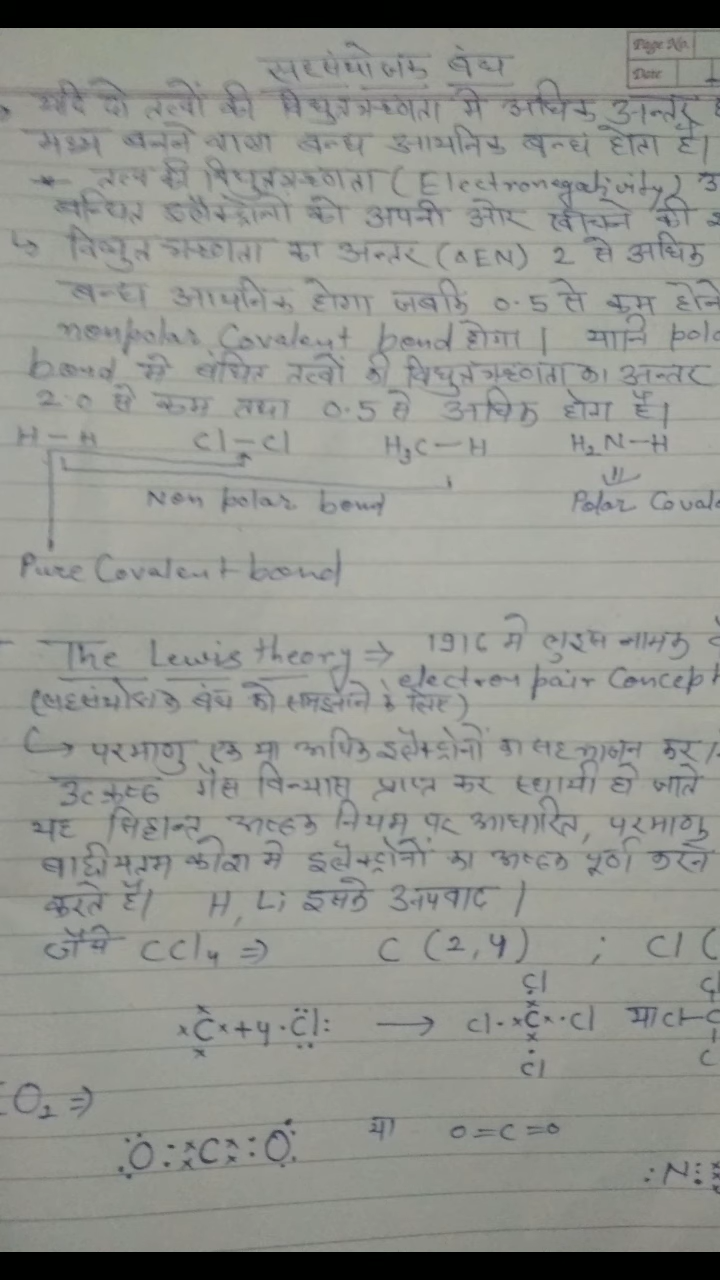 Page No.
Date
सहसंयोजक बंध
यदि दो तत्वों की विधुतऋणता में अधिक अन्तर
मध्य बनने वाला बन्ध आयनिक बन्ध होता है।
* तत्व की विधुतऋणता (Electronegativity)
बन्धित इलैक्ट्रोनों को अपनी ओर खींचने की
↳ विधुतऋणता का अन्तर (ΔEN) 2 से अधिक
बन्ध आयनिक होगा जबकि 0.5 से कम होने
nonpolar Covalent bond होगा। यानि
bond में बंधित तत्वों की विधुतऋणता का अन्तर
2.0 से कम तथा 0.5 से अधिक होगा है।
H-H Cl-Cl H₃C-H H₂N-H
Non polar bond Polar
Pure Covalent bond
The Lewis theory ⇒ 1916 में लुइस नामक
electron pair Concept
(सहसंयोजक बंध को समझाने के लिए)
↳ परमाणु एक या अधिक इलैक्ट्रोनों का सहभाजन कर
उत्कृष्ट गैस विन्यास प्राप्त कर स्थायी हो जाते
यह सिद्धान्त अष्टक नियम पर आधारित, परमाणु
बाहीयतम कोश में इलैक्ट्रोनों का अष्टक पूर्ण करने
करते है। H, Li इसके अपवाद।
जैसे CCl₄ ⇒ C (2,4) ; Cl (
Cl
×C× + 4·Cl: → Cl·×C×·Cl या Cl-C
Cl
CO₂ ⇒
:O:××C××:O: या O=C=O
:N: